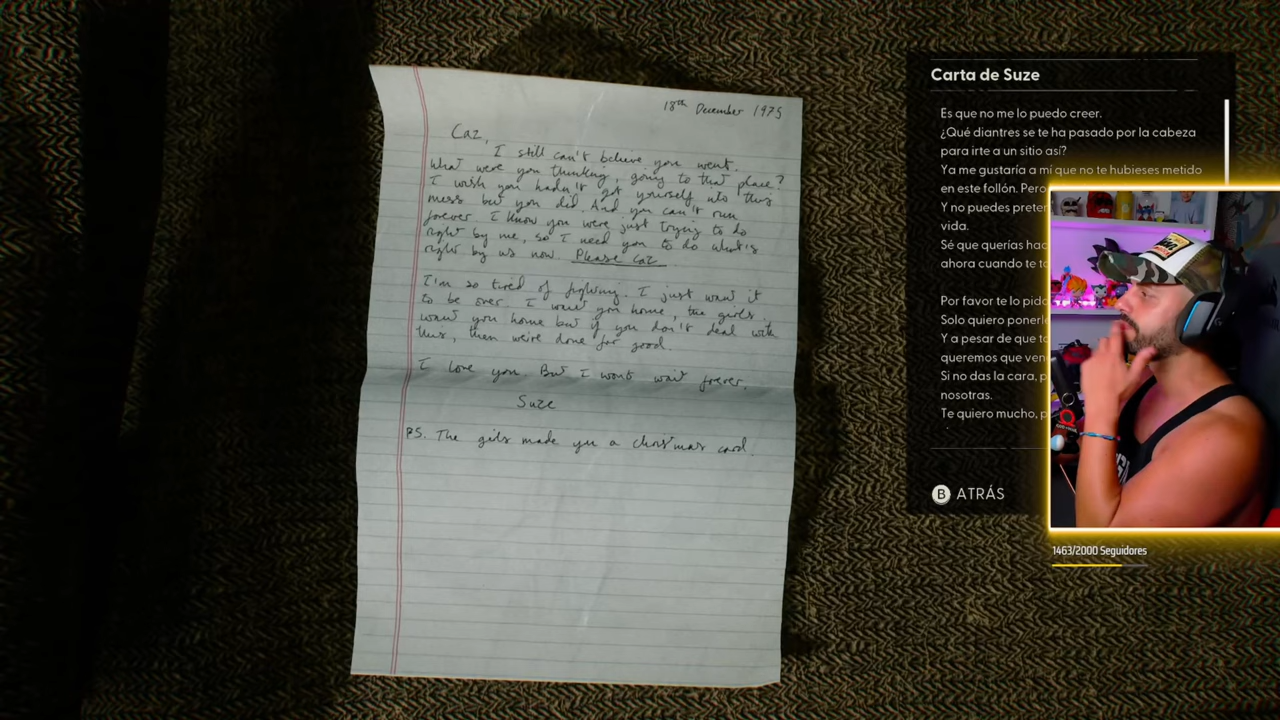 18th December 1975
Caz,
I still can't believe you went.
What were you thinking, going to that place?
I wish you hadn't got yourself into this
mess but you did. And you can't run
forever. I know you were just trying to do
right by me, so I need you to do what's
right by us now. Please Caz
I'm so tired of fighting. I just want it
to be over. I want you home, the girls
want you home but if you don't deal with
this, then we're done for good.
I love you. But I won't wait forever.
Suze
PS. The girls made you a christmas card.
Carta de Suze
Es que no me lo puedo creer.
¿Qué diantres se te ha pasado por la cabeza
para irte a un sitio así?
Ya me gustaría a mí que no te hubieses metido
en este follón. Pero
Y no puedes
vida.
Sé que querías
ahora cuando te
Por favor te lo
Solo quiero
Y a pesar de que
queremos que
Si no das la cara,
nosotras.
Te quiero mucho,
B ATRÁS
1463/2000 Seguidores